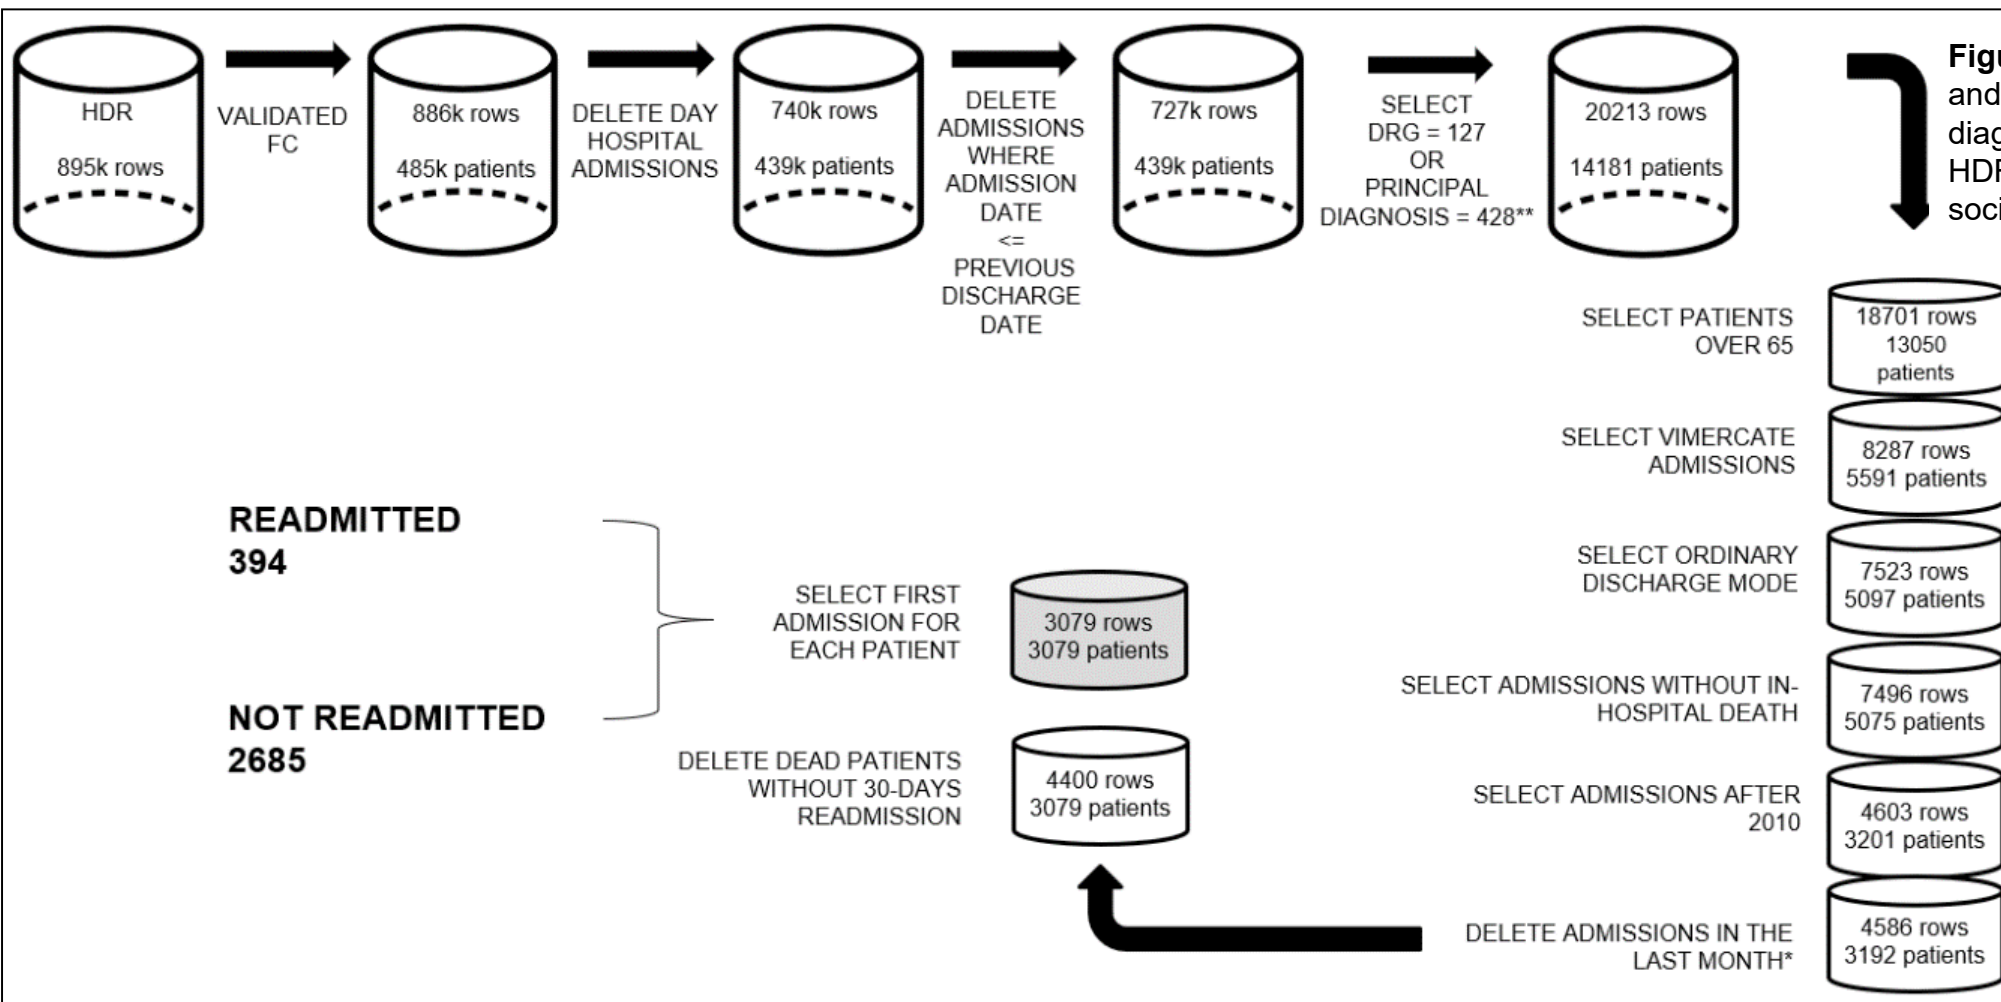 HDR
895k rows
VALIDATED
FC
886k rows
485k patients
DELETE DAY
HOSPITAL
ADMISSIONS
740k rows
439k patients
DELETE
ADMISSIONS
WHERE
ADMISSION
DATE
<=
PREVIOUS
DISCHARGE
DATE
727k rows
439k patients
SELECT
DRG = 127
OR
PRINCIPAL
DIAGNOSIS = 428**
20213 rows
14181 patients
Figu
and
diag
HDF
soci
SELECT PATIENTS
OVER 65
18701 rows
13050
patients
SELECT VIMERCATE
ADMISSIONS
8287 rows
5591 patients
SELECT ORDINARY
DISCHARGE MODE
7523 rows
5097 patients
SELECT ADMISSIONS WITHOUT IN-
HOSPITAL DEATH
7496 rows
5075 patients
SELECT ADMISSIONS AFTER
2010
4603 rows
3201 patients
DELETE ADMISSIONS IN THE
LAST MONTH*
4586 rows
3192 patients
DELETE DEAD PATIENTS
WITHOUT 30-DAYS
READMISSION
4400 rows
3079 patients
SELECT FIRST
ADMISSION FOR
EACH PATIENT
3079 rows
3079 patients
READMITTED
394
NOT READMITTED
2685